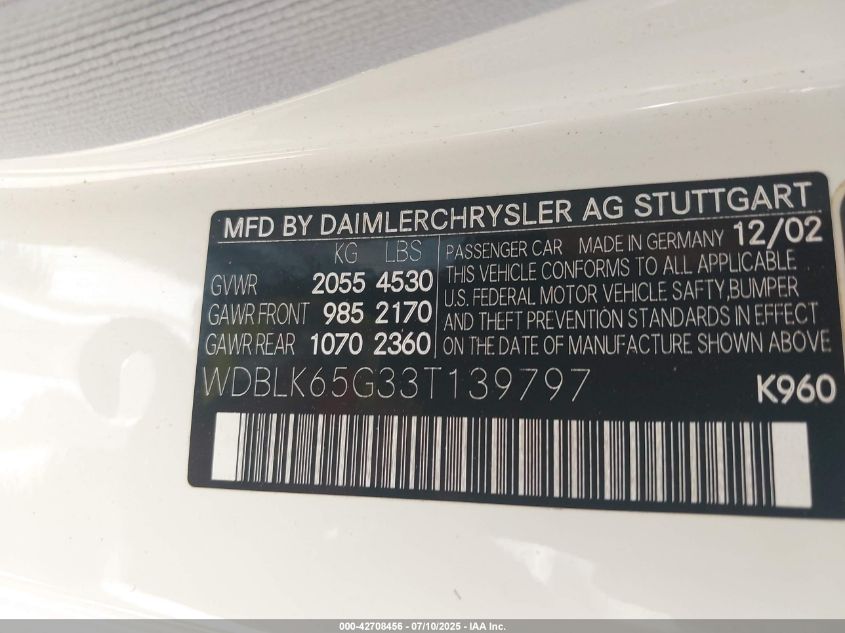 MFD BY DAIMLERCHRYSLER AG STUTTGART
KG LBS
GVWR 2055 4530
GAWR FRONT 985 2170
GAWR REAR 1070 2360
PASSENGER CAR MADE IN GERMANY 12/02
THIS VEHICLE CONFORMS TO ALL APPLICABLE
U.S. FEDERAL MOTOR VEHICLE SAFTY,BUMPER
AND THEFT PREVENTION STANDARDS IN EFFECT
ON THE DATE OF MANUFACTURE SHOWN ABOVE
WDBLK65G33T139797 K960
000-42708456 - 07/10/2025 - IAA Inc.